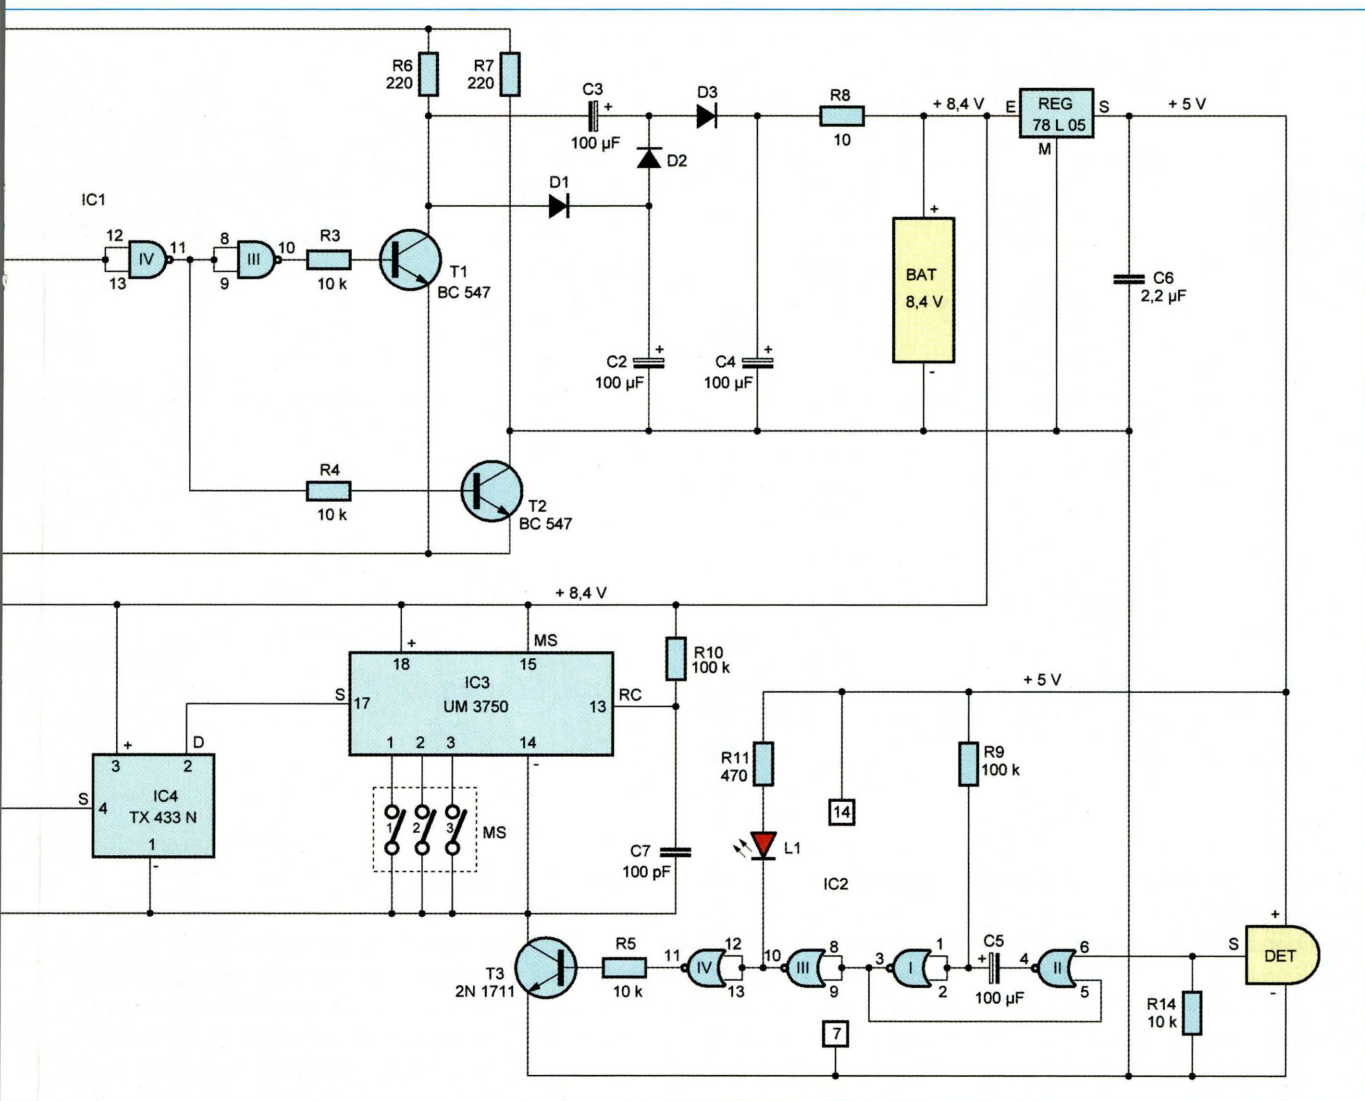 R6
220
R7
220
C3
+
100 µF
D3
R8
10
+ 8,4 V
E
REG
78 L 05
S
M
+ 5 V
D2
D1
IC1
12
13
IV
11
8
9
III
10
R3
10 k
T1
BC 547
+
BAT
8,4 V
-
C6
2,2 µF
C2
+
100 µF
C4
+
100 µF
R4
10 k
T2
BC 547
+ 8,4 V
+
18
MS
15
IC3
UM 3750
S
17
13
RC
1
2
3
14
-
R10
100 k
+ 5 V
+
3
D
2
IC4
TX 433 N
S
4
1
-
1
2
3
MS
C7
100 pF
R11
470
L1
14
R9
100 k
IC2
T3
2N 1711
R5
10 k
11
IV
12
13
10
III
8
9
3
I
1
2
C5
+
100 µF
4
II
6
5
7
R14
10 k
S
+
DET
-